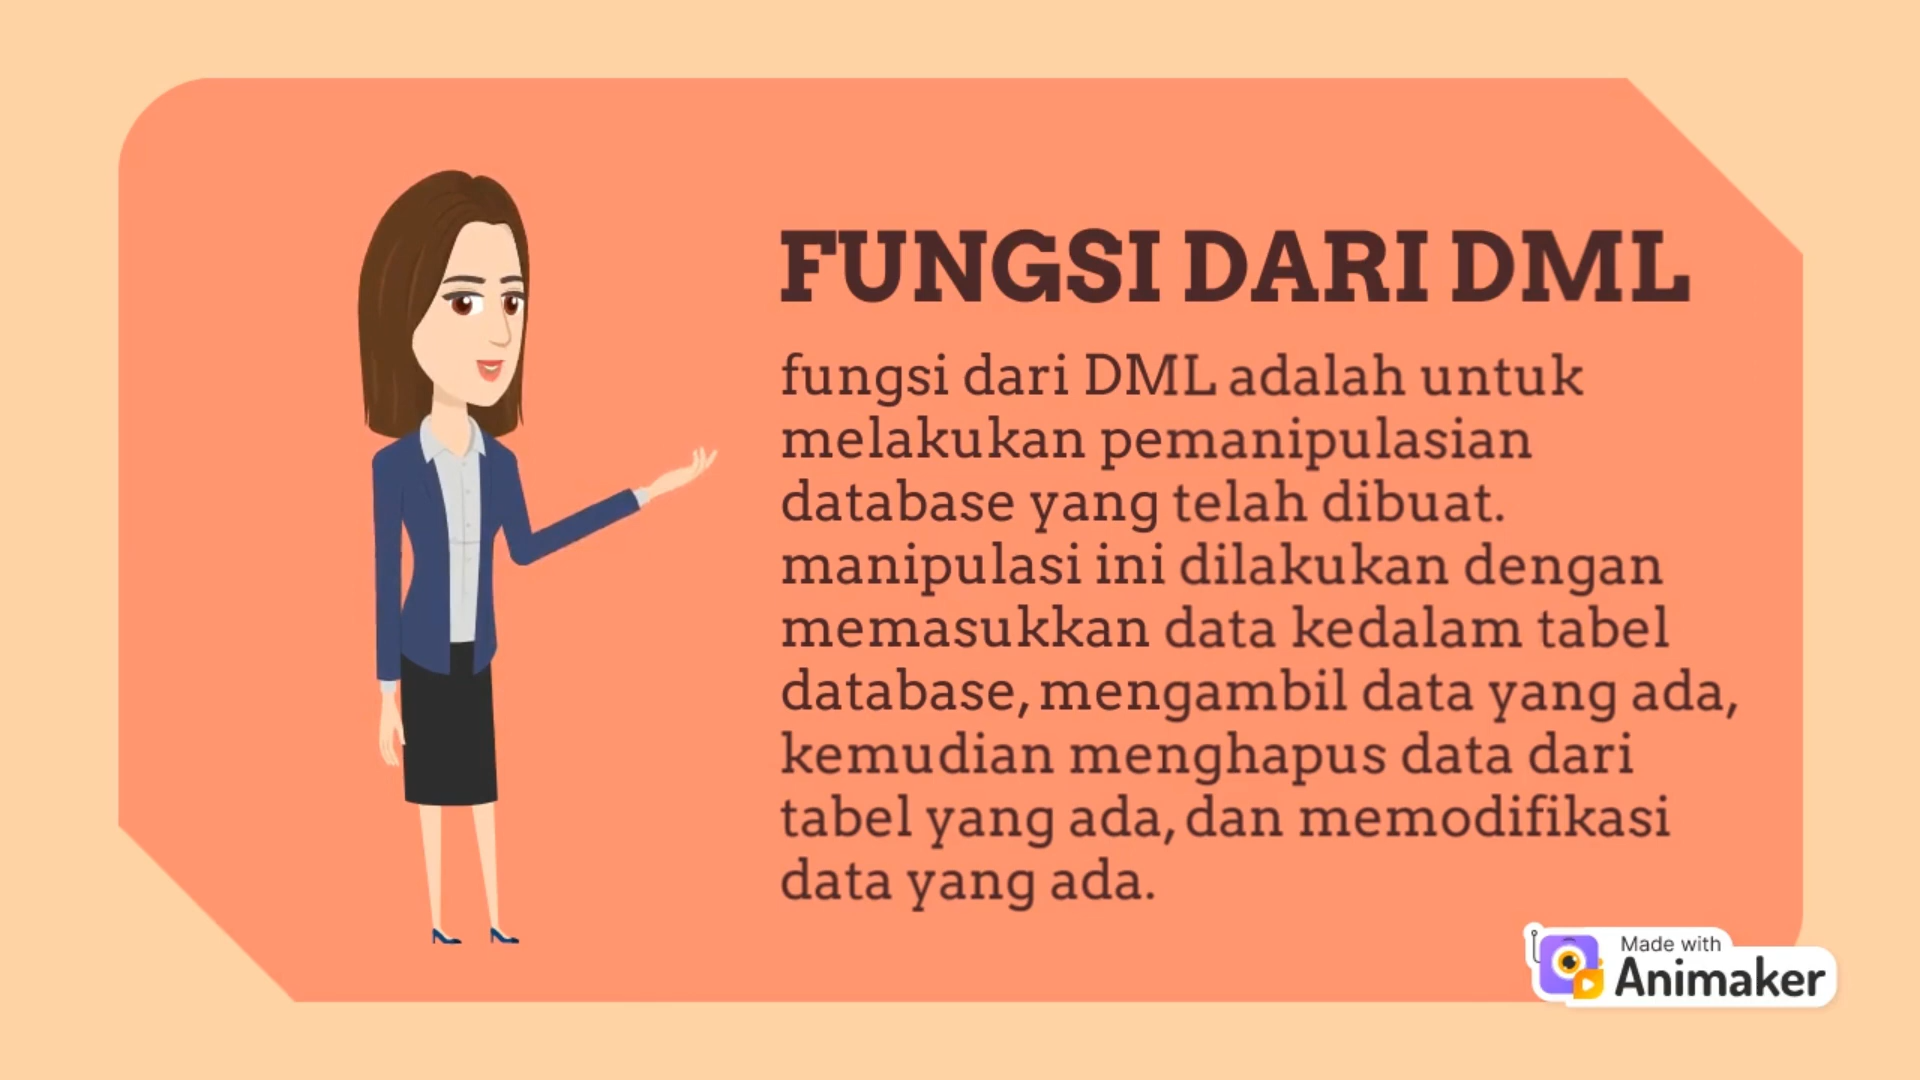 FUNGSI DARI DML
fungsi dari DML adalah untuk
melakukan pemanipulasian
database yang telah dibuat.
manipulasi ini dilakukan dengan
memasukkan data kedalam tabel
database, mengambil data yang ada,
kemudian menghapus data dari
tabel yang ada, dan memodifikasi
data yang ada.
Made with
Animaker